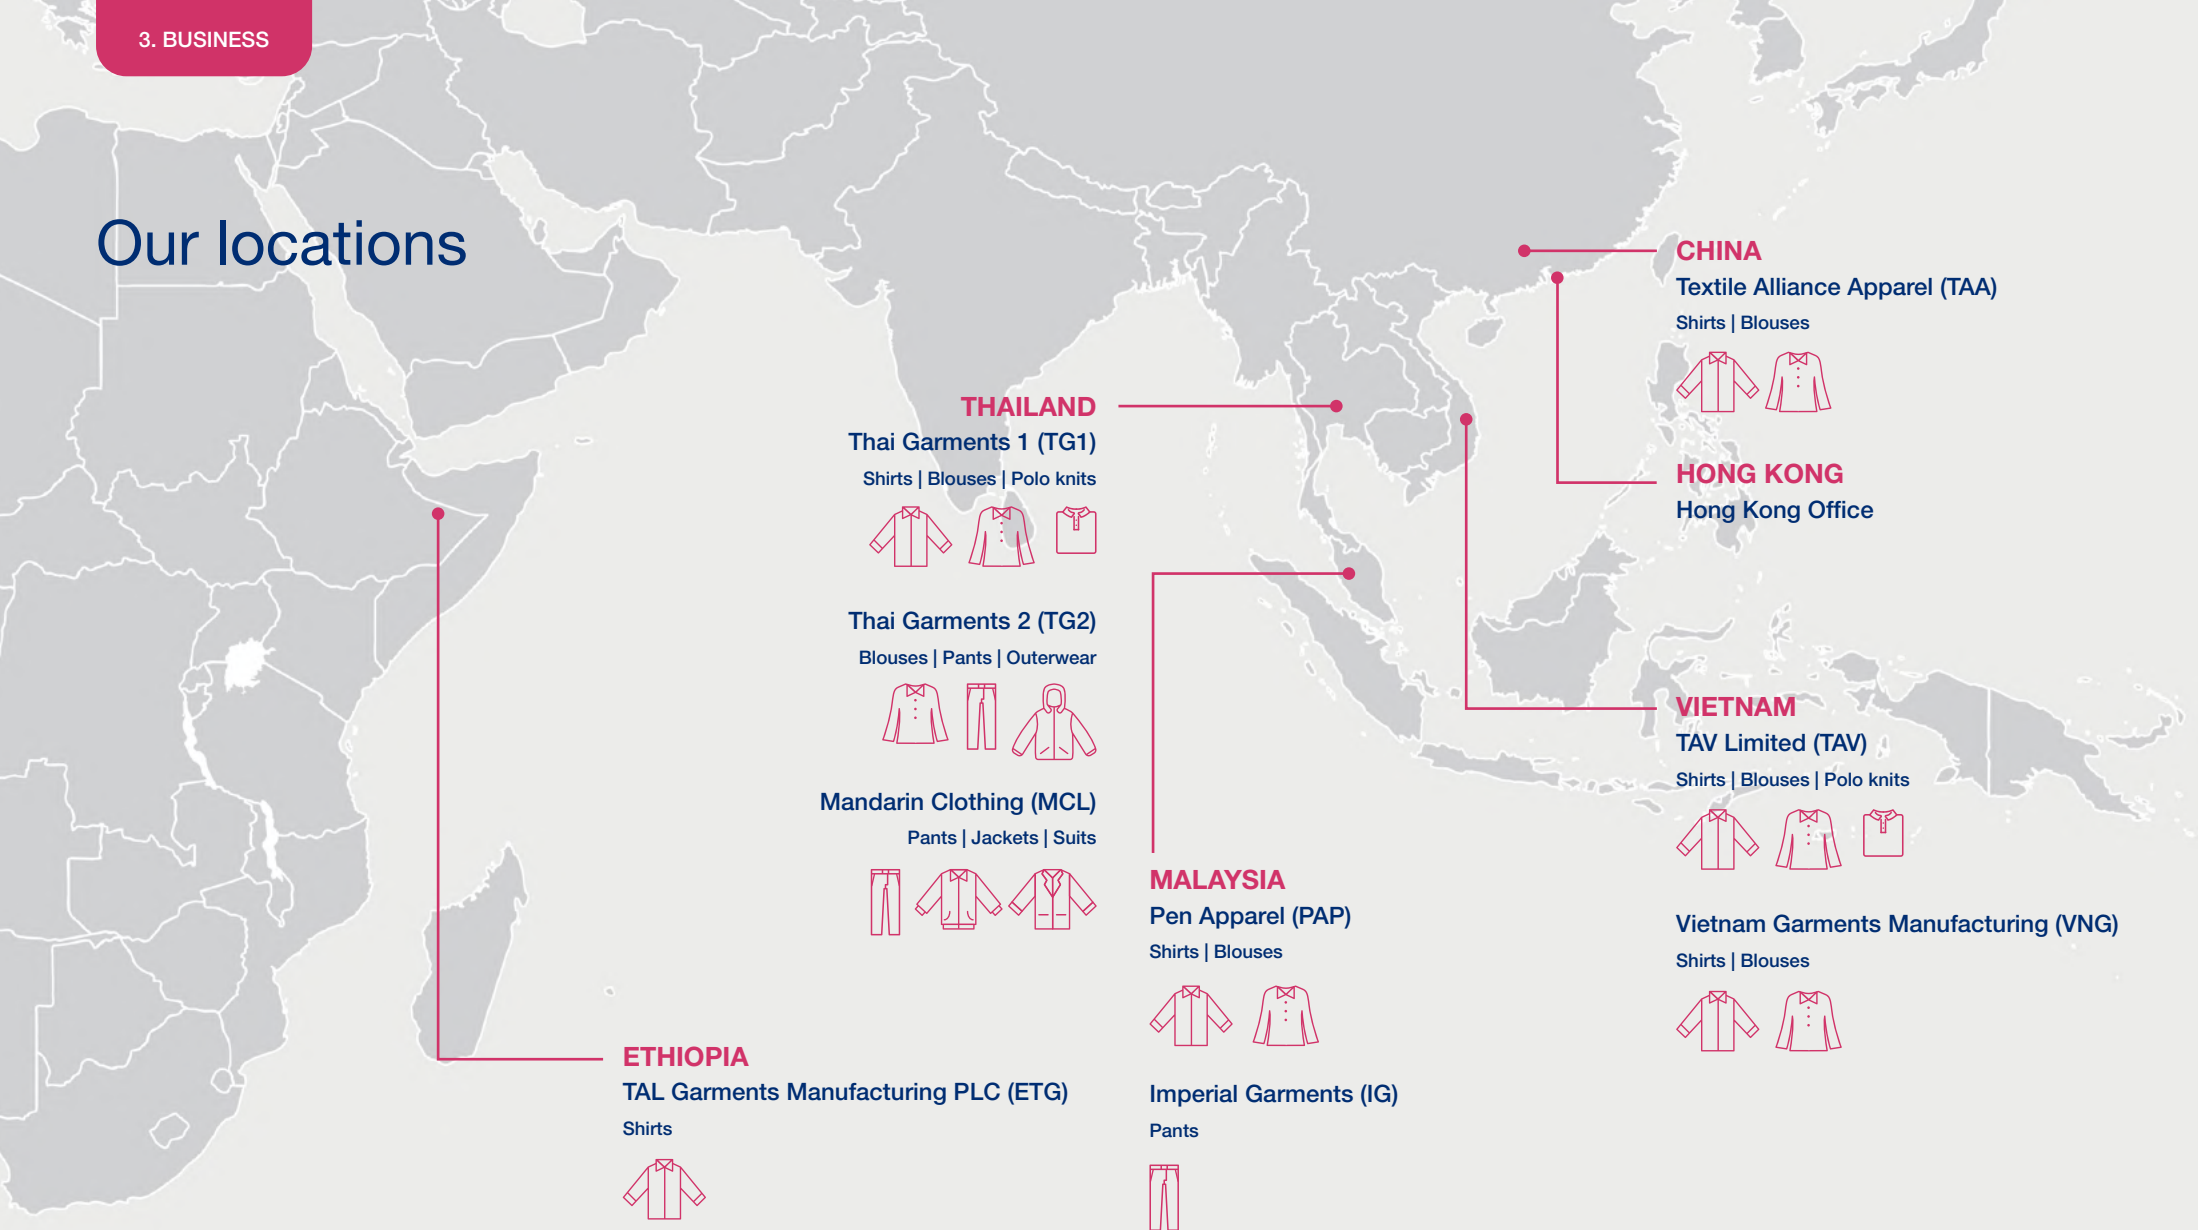 3. BUSINESS
Our locations
CHINA
Textile Alliance Apparel (TAA)
Shirts | Blouses
HONG KONG
Hong Kong Office
THAILAND
Thai Garments 1 (TG1)
Shirts | Blouses | Polo knits
Thai Garments 2 (TG2)
Blouses | Pants | Outerwear
Mandarin Clothing (MCL)
Pants | Jackets | Suits
VIETNAM
TAV Limited (TAV)
Shirts | Blouses | Polo knits
Vietnam Garments Manufacturing (VNG)
Shirts | Blouses
MALAYSIA
Pen Apparel (PAP)
Shirts | Blouses
Imperial Garments (IG)
Pants
ETHIOPIA
TAL Garments Manufacturing PLC (ETG)
Shirts